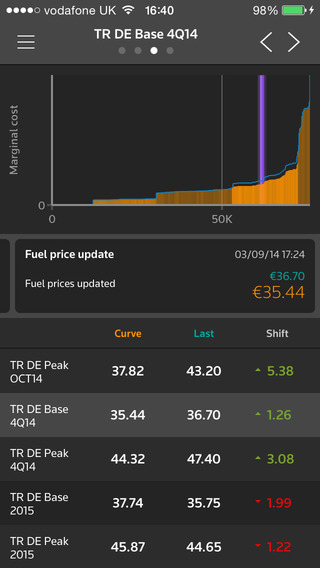 vodafone UK 16:40 98%
TR DE Base 4Q14
Marginal cost
0
0 50K
Fuel price update 03/09/14 17:24
€36.70
Fuel prices updated €35.44
Curve Last Shift
TR DE Peak
OCT14 37.82 43.20 5.38
TR DE Base
4Q14 35.44 36.70 1.26
TR DE Peak
4Q14 44.32 47.40 3.08
TR DE Base
2015 37.74 35.75 1.99
TR DE Peak
2015 45.87 44.65 1.22